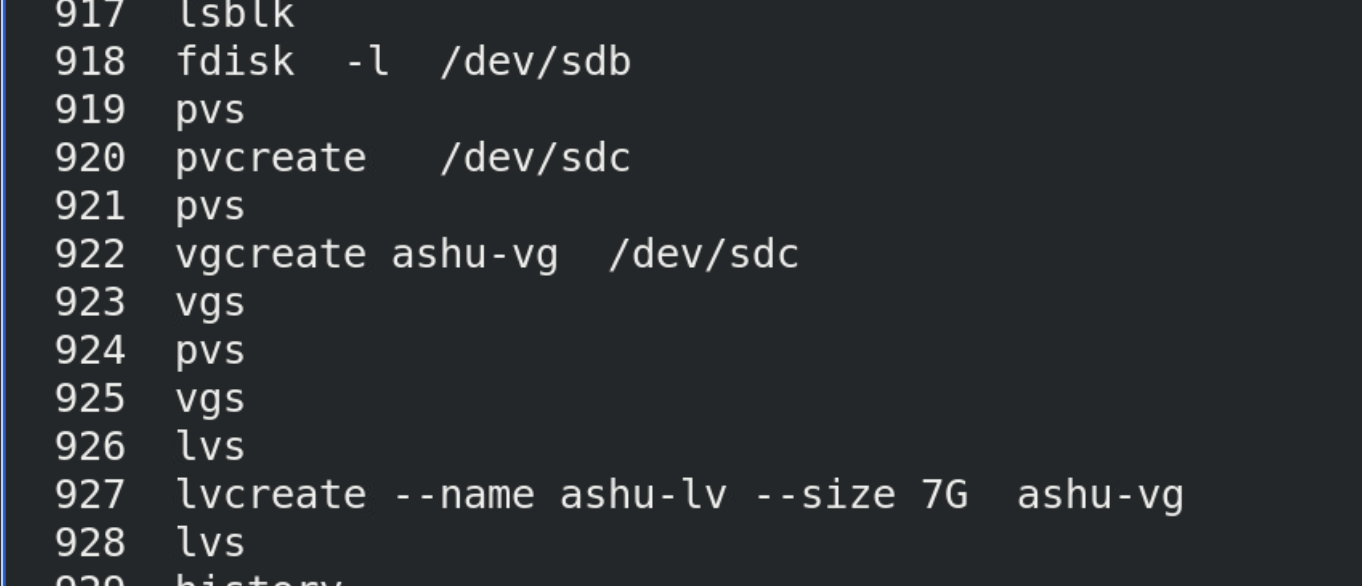 917 lsblk
918 fdisk -l /dev/sdb
919 pvs
920 pvcreate /dev/sdc
921 pvs
922 vgcreate ashu-vg /dev/sdc
923 vgs
924 pvs
925 vgs
926 lvs
927 lvcreate --name ashu-lv --size 7G ashu-vg
928 lvs
929 history